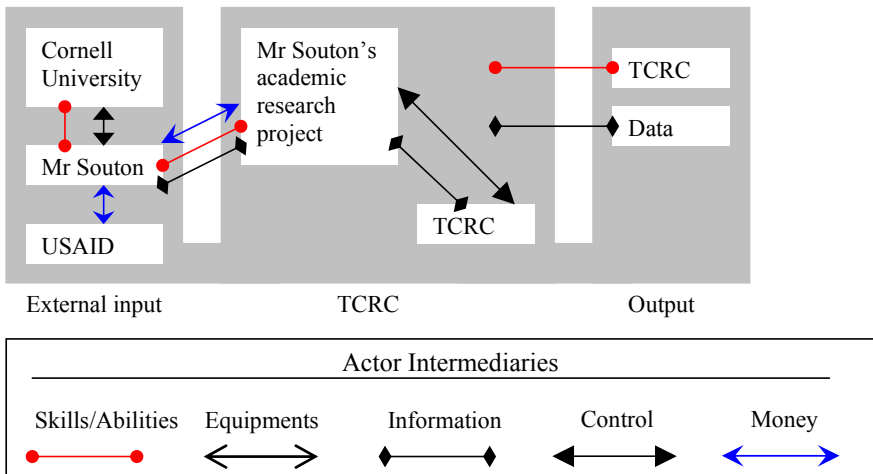 Cornell
University
Mr Souton
USAID
Mr Souton’s
academic
research
project
TCRC
TCRC
Data
External input
TCRC
Output
Actor Intermediaries
Skills/Abilities
Equipments
Information
Control
Money